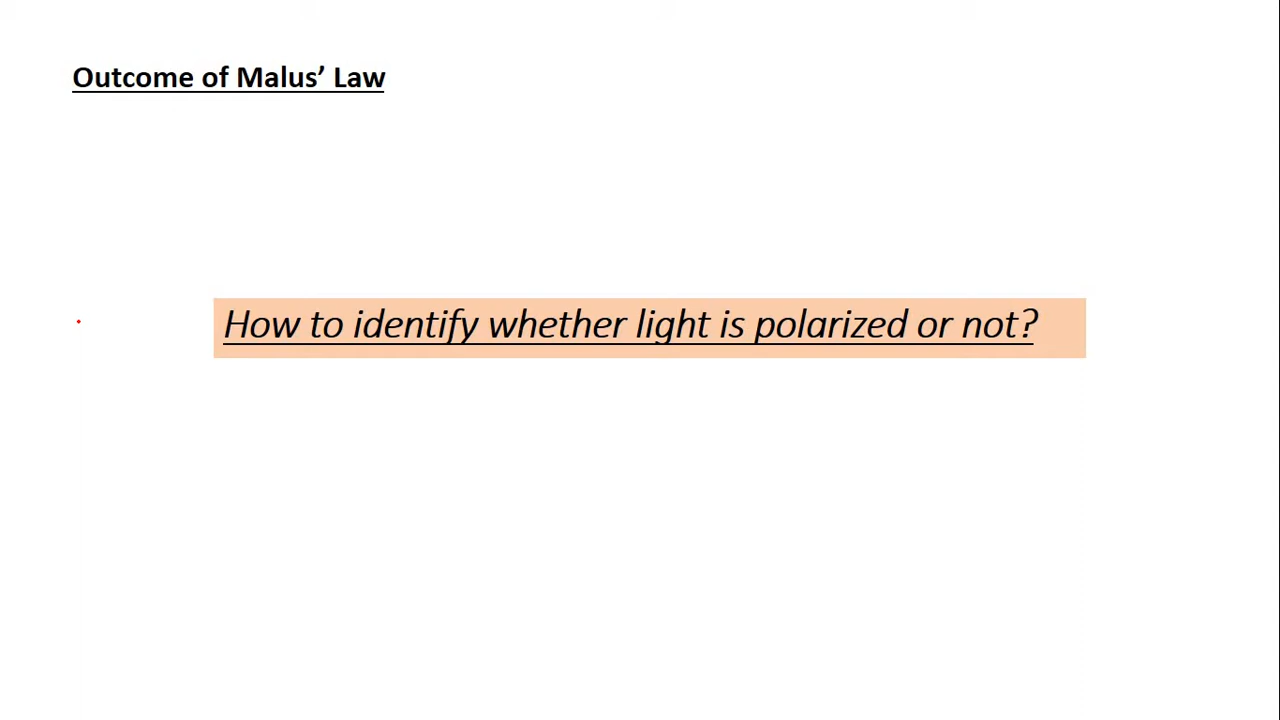 Outcome of Malus’ Law
How to identify whether light is polarized or not?